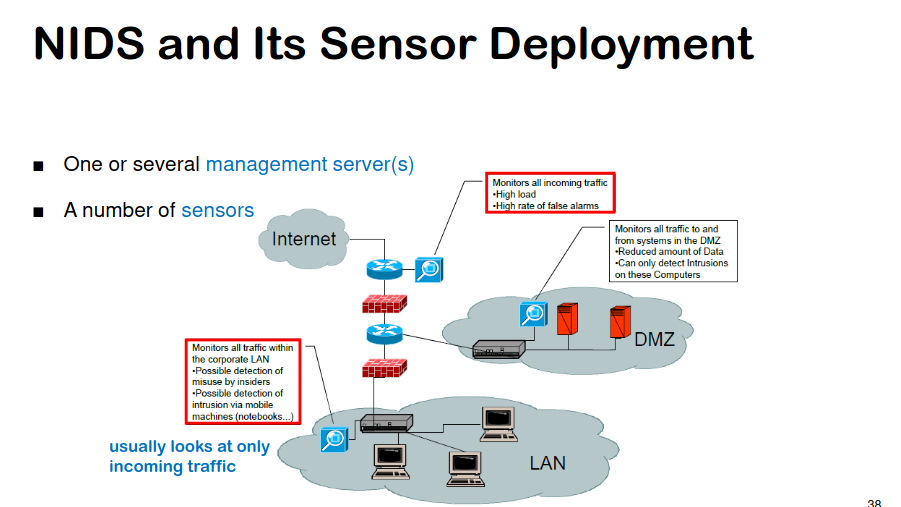 NIDS and Its Sensor Deployment
■ One or several management server(s)
■ A number of sensors
Monitors all incoming traffic
•High load
•High rate of false alarms
Internet
Monitors all traffic to and
from systems in the DMZ
•Reduced amount of Data
•Can only detect Intrusions
on these Computers
DMZ
Monitors all traffic within
the corporate LAN
•Possible detection of
misuse by insiders
•Possible detection of
intrusion via mobile
machines (notebooks...)
usually looks at only
incoming traffic
LAN
38